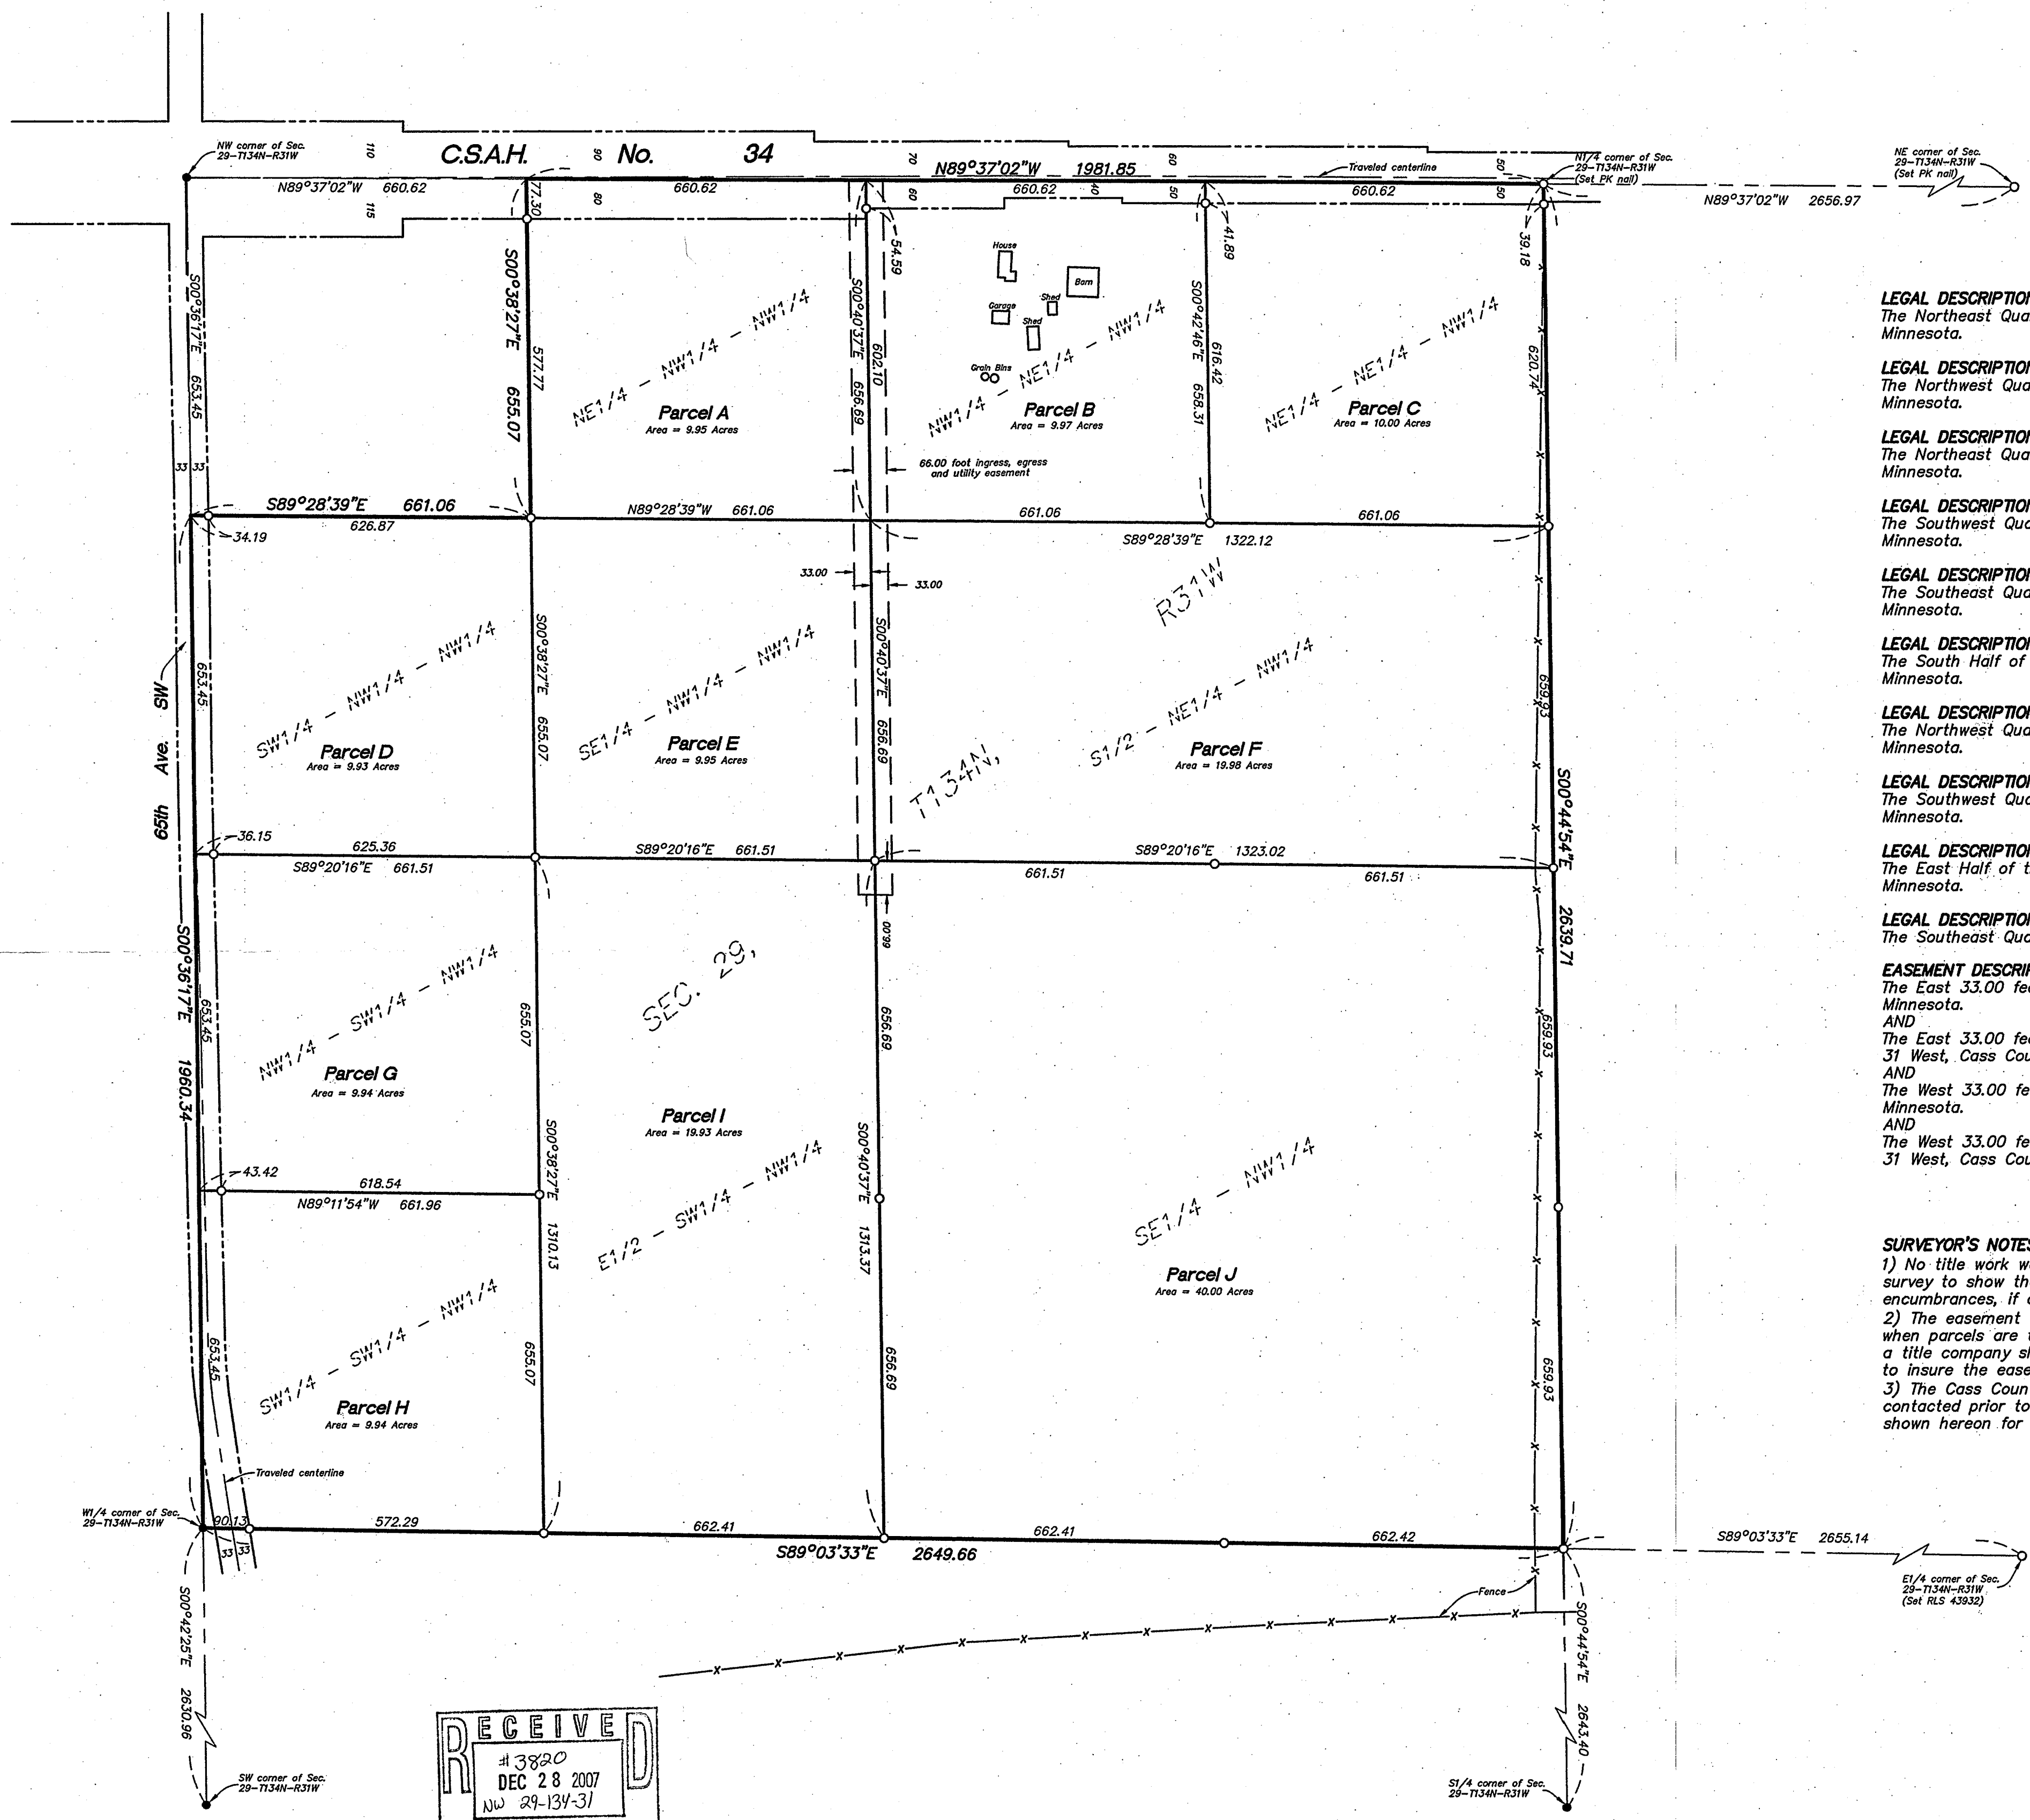 NW corner of Sec.
29-T134N-R31W
110
C.S.A.H. No. 34
90
70
60
50
N89°37'02"W 1981.85
Traveled centerline
N1/4 corner of Sec.
29-T134N-R31W
(Set PK nail)
NE corner of Sec.
29-T134N-R31W
(Set PK nail)
N89°37'02"W 660.62
660.62
660.62
660.62
N89°37'02"W 2656.97
115
77.30
80
60
40
50
50
54.59
41.89
39.18
S00°36'17"E 653.45
S00°38'27"E 655.07
577.77
S00°40'37"E 656.69
602.10
S00°42'46"E 658.31
616.42
620.74
House
Barn
Garage
Shed
Shed
Grain Bins
NE1/4 - NW1/4 - NW1/4
Parcel A
Area = 9.95 Acres
NW1/4 - NE1/4 - NW1/4
Parcel B
Area = 9.97 Acres
NE1/4 - NE1/4 - NW1/4
Parcel C
Area = 10.00 Acres
66.00 foot ingress, egress
and utility easement
33 33
S89°28'39"E 661.06
626.87
34.19
N89°28'39"W 661.06
661.06
661.06
S89°28'39"E 1322.12
33.00
33.00
65th Ave. SW
653.45
S00°38'27"E 655.07
S00°40'37"E 656.69
659.93
SW1/4 - NW1/4 - NW1/4
Parcel D
Area = 9.93 Acres
SE1/4 - NW1/4 - NW1/4
Parcel E
Area = 9.95 Acres
R31W
T134N,
S1/2 - NE1/4 - NW1/4
Parcel F
Area = 19.98 Acres
S00°44'54"E 2639.71
36.15
625.36
S89°20'16"E 661.51
S89°20'16"E 661.51
S89°20'16"E 1323.02
661.51
661.51
66.00
S00°36'17"E 1960.34
653.45
655.07
656.69
659.93
SEC. 29,
NW1/4 - SW1/4 - NW1/4
Parcel G
Area = 9.94 Acres
Parcel I
Area = 19.93 Acres
E1/2 - SW1/4 - NW1/4
S00°38'27"E 1310.13
S00°40'37"E 1313.37
43.42
618.54
N89°11'54"W 661.96
SE1/4 - NW1/4
Parcel J
Area = 40.00 Acres
653.45
655.07
656.69
659.93
SW1/4 - SW1/4 - NW1/4
Parcel H
Area = 9.94 Acres
Traveled centerline
W1/4 corner of Sec.
29-T134N-R31W
90.13
572.29
662.41
662.41
662.42
33 33
S89°03'33"E 2649.66
S89°03'33"E 2655.14
E1/4 corner of Sec.
29-T134N-R31W
(Set RLS 43932)
Fence
S00°42'25"E 2630.96
S00°44'54"E 2643.40
SW corner of Sec.
29-T134N-R31W
S1/4 corner of Sec.
29-T134N-R31W
RECEIVED
#3820
DEC 28 2007
NW 29-134-31
LEGAL DESCRIPTION
The Northeast Qua
Minnesota.
LEGAL DESCRIPTION
The Northwest Qua
Minnesota.
LEGAL DESCRIPTION
The Northeast Qua
Minnesota.
LEGAL DESCRIPTION
The Southwest Qua
Minnesota.
LEGAL DESCRIPTION
The Southeast Qua
Minnesota.
LEGAL DESCRIPTION
The South Half of
Minnesota.
LEGAL DESCRIPTION
The Northwest Qua
Minnesota.
LEGAL DESCRIPTION
The Southwest Qua
Minnesota.
LEGAL DESCRIPTION
The East Half of t
Minnesota.
LEGAL DESCRIPTION
The Southeast Qua
EASEMENT DESCRIP
The East 33.00 fee
Minnesota.
AND
The East 33.00 fee
31 West, Cass Cou
AND
The West 33.00 fe
Minnesota.
AND
The West 33.00 fe
31 West, Cass Cou
SURVEYOR'S NOTES
1) No title work w
survey to show th
encumbrances, if
2) The easement
when parcels are
a title company s
to insure the ease
3) The Cass Coun
contacted prior to
shown hereon for